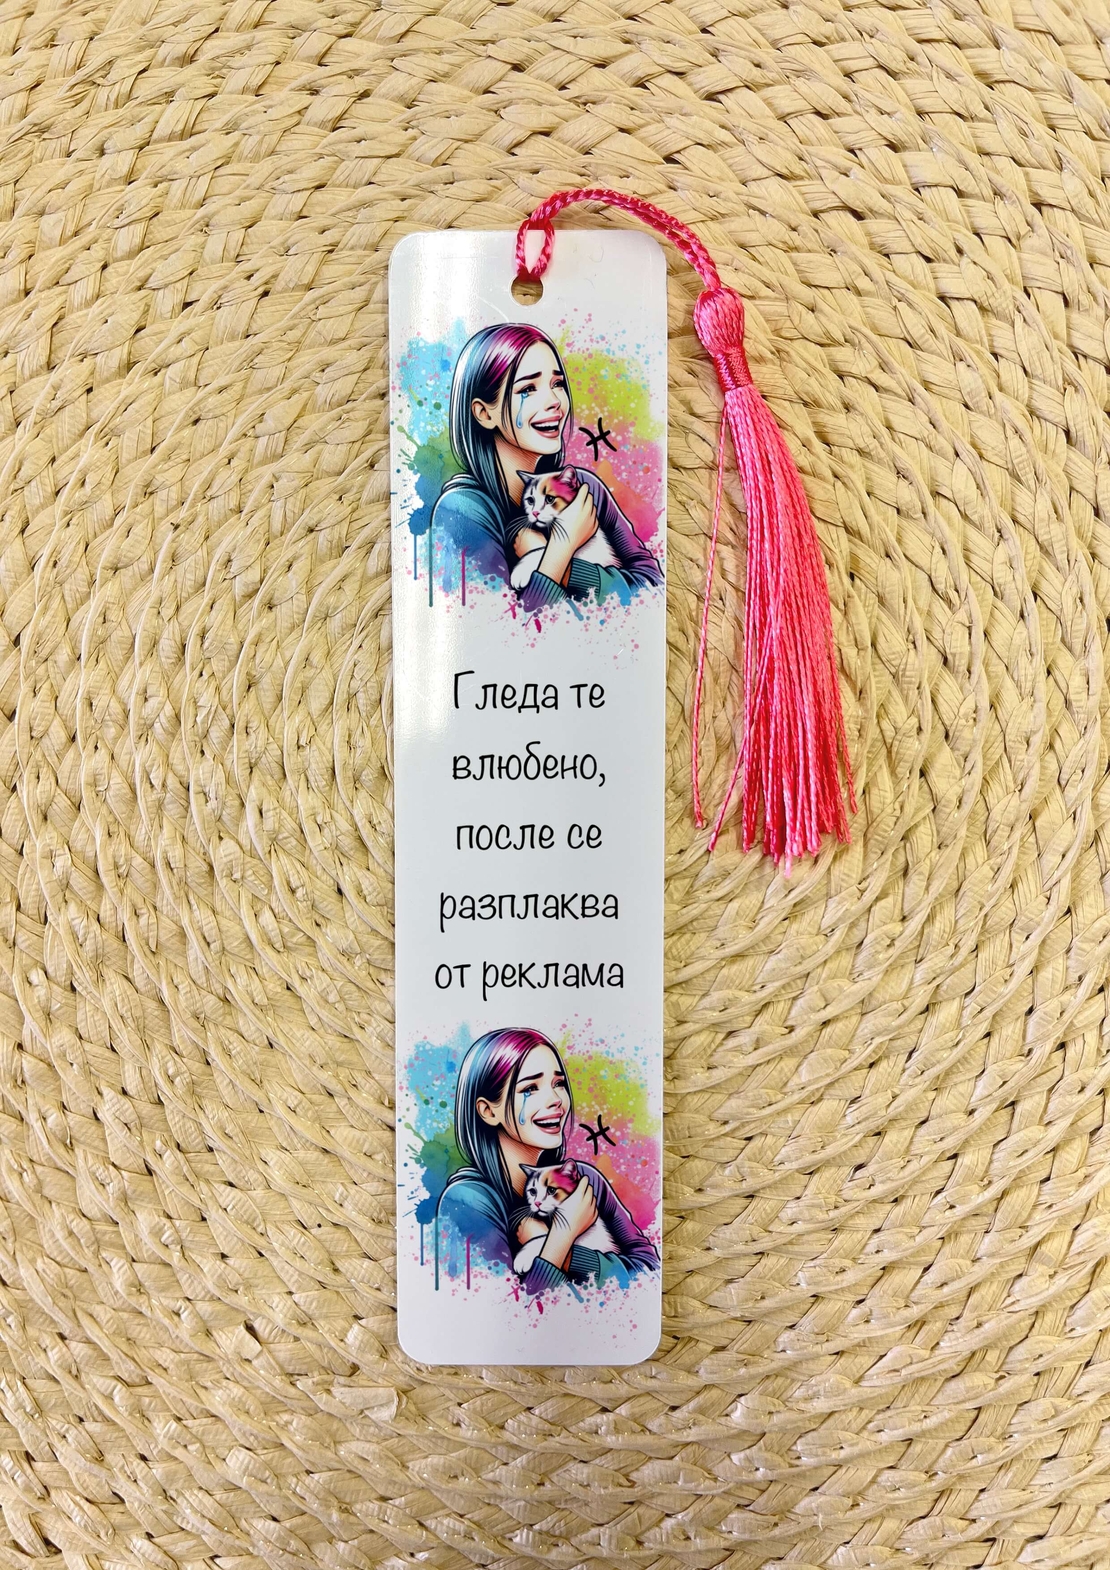 Гледа те
влюбено,
после се
разплаква
от реклама